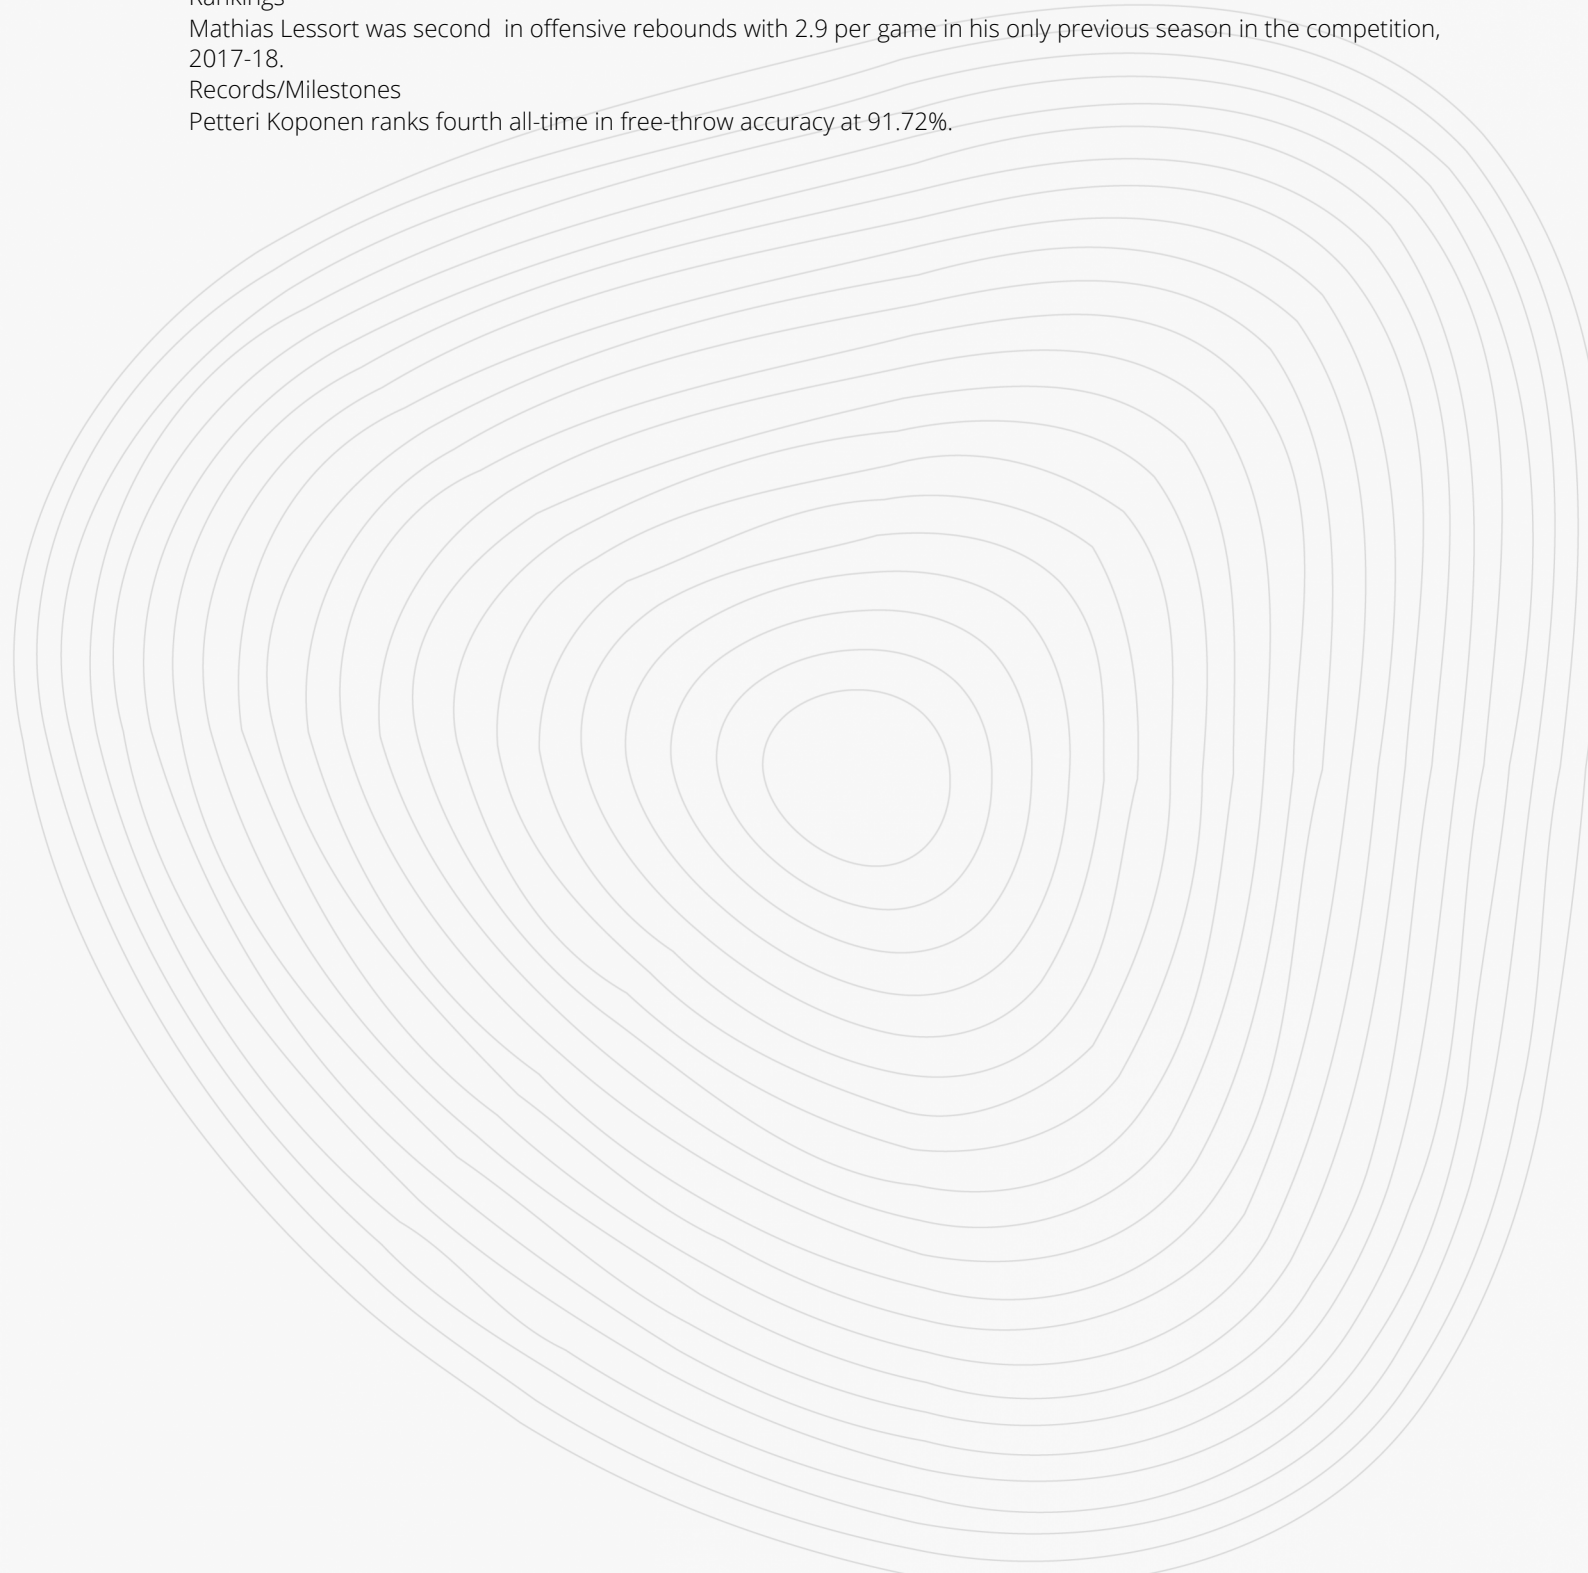 Rankings
Mathias Lessort was second  in offensive rebounds with 2.9 per game in his only previous season in the competition,
2017-18.
Records/Milestones
Petteri Koponen ranks fourth all-time in free-throw accuracy at 91.72%.